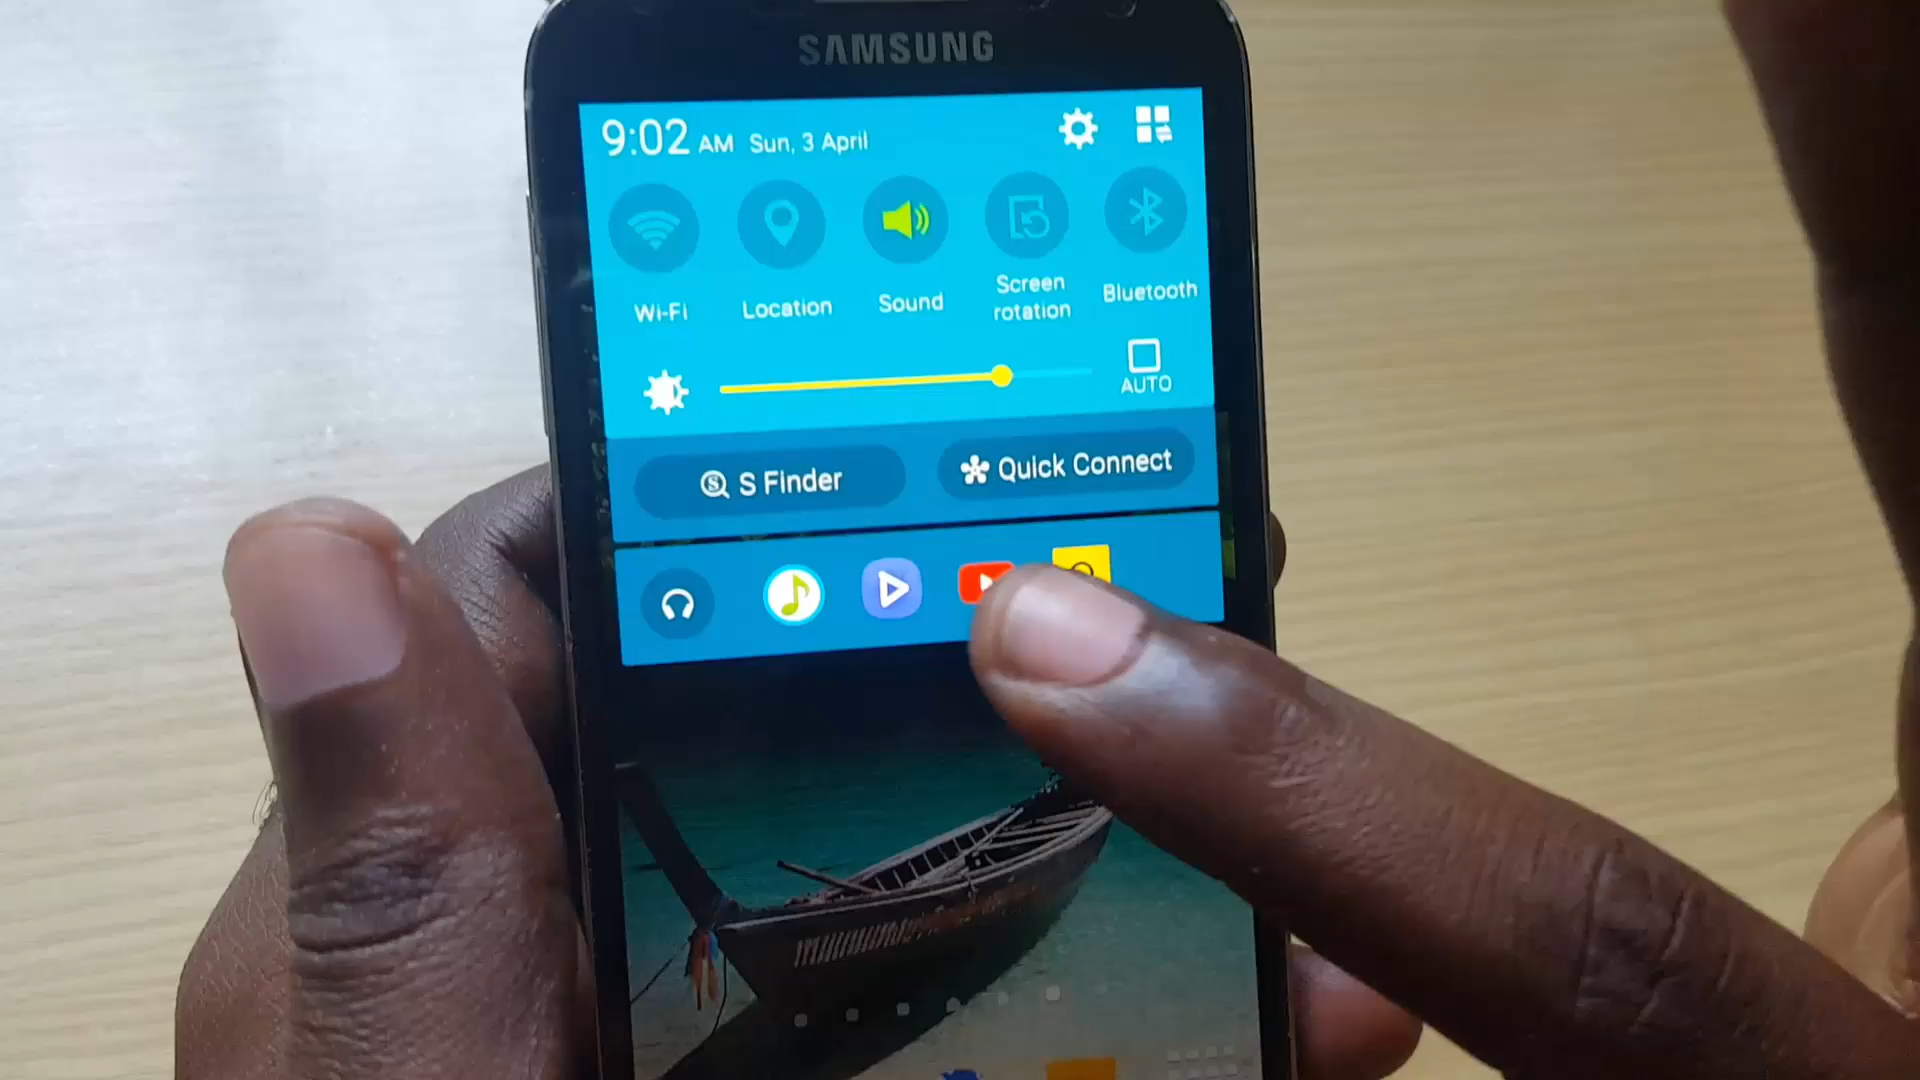 SAMSUNG
9:02 AM Sun, 3 April
Wi-Fi
Location
Sound
Screen
rotation
Bluetooth
AUTO
S Finder
Quick Connect